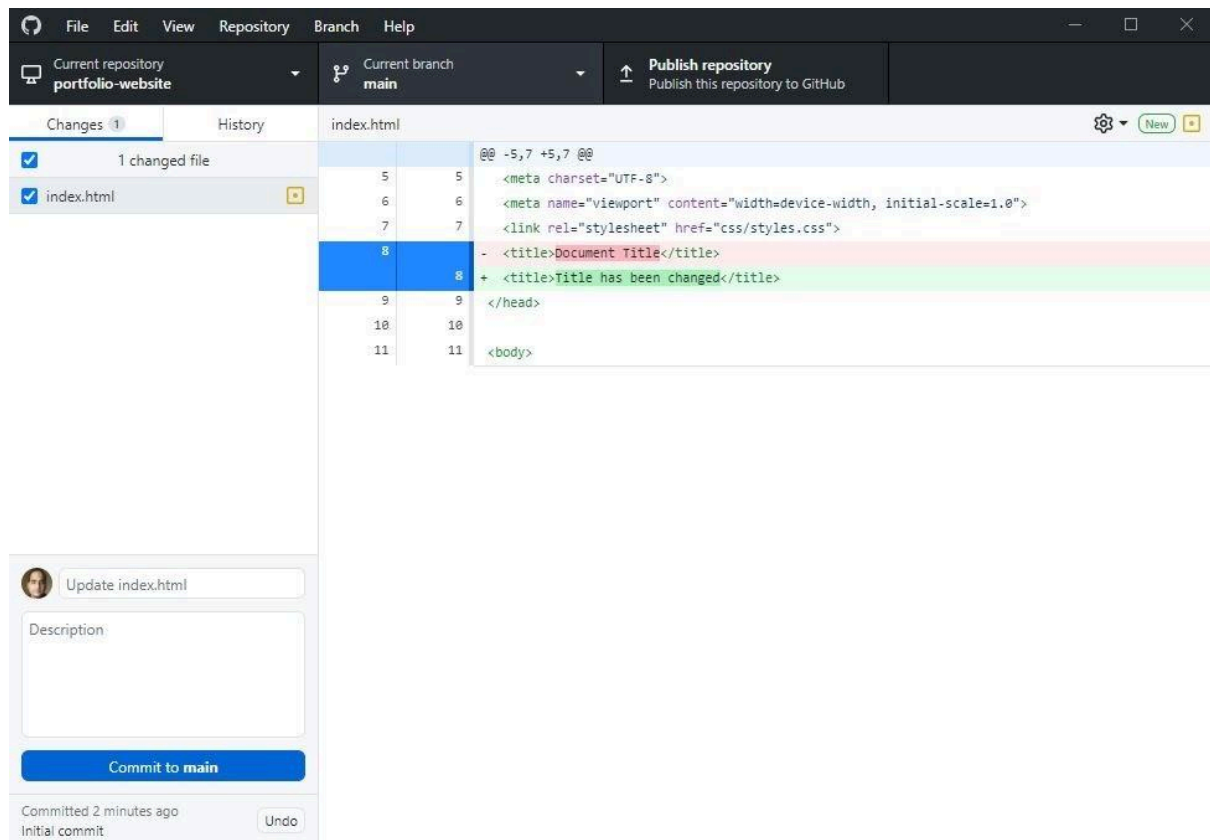 File Edit View Repository Branch Help
Current repository
portfolio-website
Current branch
main
Publish repository
Publish this repository to GitHub
Changes 1 History
index.html
New
1 changed file
index.html
@@ -5,7 +5,7 @@
5 5 <meta charset="UTF-8">
6 6 <meta name="viewport" content="width=device-width, initial-scale=1.0">
7 7 <link rel="stylesheet" href="css/styles.css">
8 - <title>Document Title</title>
8 + <title>Title has been changed</title>
9 9 </head>
10 10
11 11 <body>
Update index.html
Description
Commit to main
Committed 2 minutes ago
Initial commit
Undo